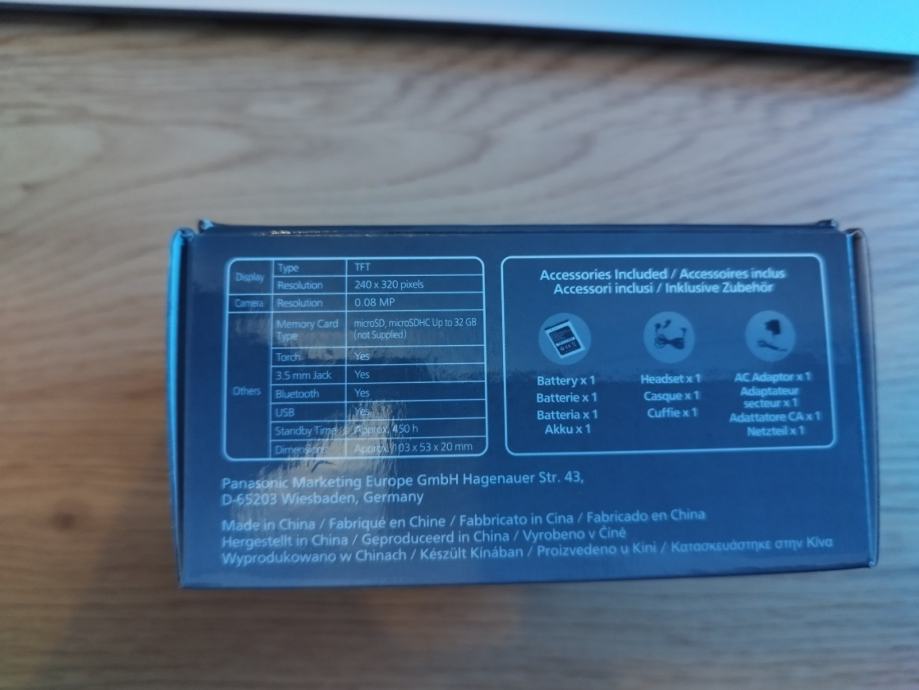 Display Type TFT
Resolution 240 x 320 pixels
Camera Resolution 0.08 MP
Others Memory Card Type microSD, microSDHC Up to 32 GB
(not Supplied)
Torch Yes
3.5 mm Jack Yes
Bluetooth Yes
USB Yes
Standby Time Approx. 450 h
Dimensions Approx. 103 x 53 x 20 mm
Accessories Included / Accessoires inclus
Accessori inclusi / Inklusive Zubehör
Battery x 1
Batterie x 1
Batteria x 1
Akku x 1
Headset x 1
Casque x 1
Cuffie x 1
AC Adaptor x 1
Adaptateur
secteur x 1
Adattatore CA x 1
Netzteil x 1
Panasonic Marketing Europe GmbH Hagenauer Str. 43,
D-65203 Wiesbaden, Germany
Made in China / Fabriqué en Chine / Fabbricato in Cina / Fabricado en China
Hergestellt in China / Geproduceerd in China / Vyrobeno v Číně
Wyprodukowano w Chinach / Készült Kínában / Proizvedeno u Kini / Κατασκευάστηκε στην Κίνα